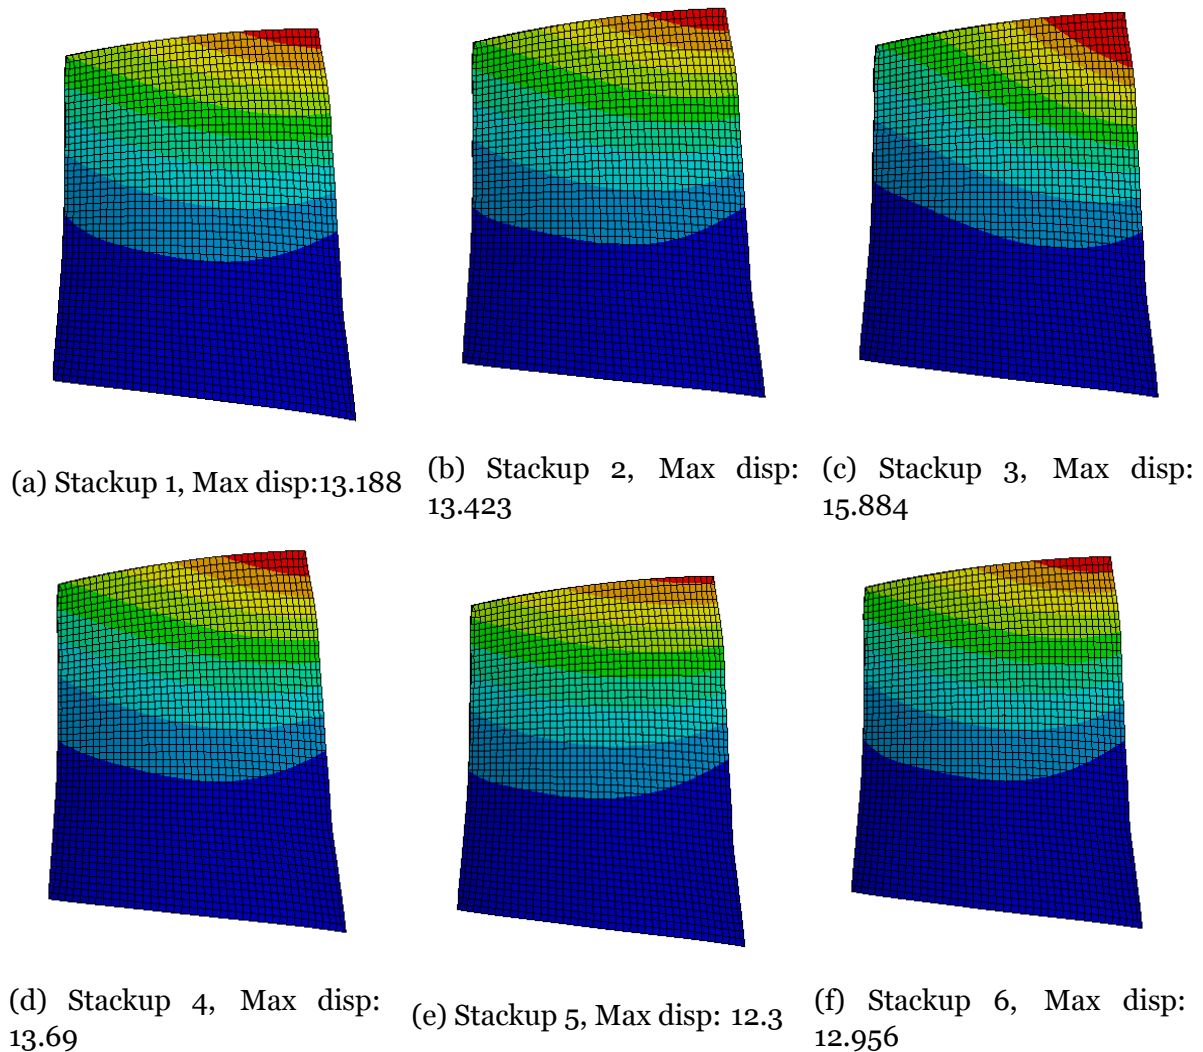 (a) Stackup 1, Max disp:13.188
(b) Stackup 2, Max disp:
13.423
(c) Stackup 3, Max disp:
15.884
(d) Stackup 4, Max disp:
13.69
(e) Stackup 5, Max disp: 12.3
(f) Stackup 6, Max disp:
12.956